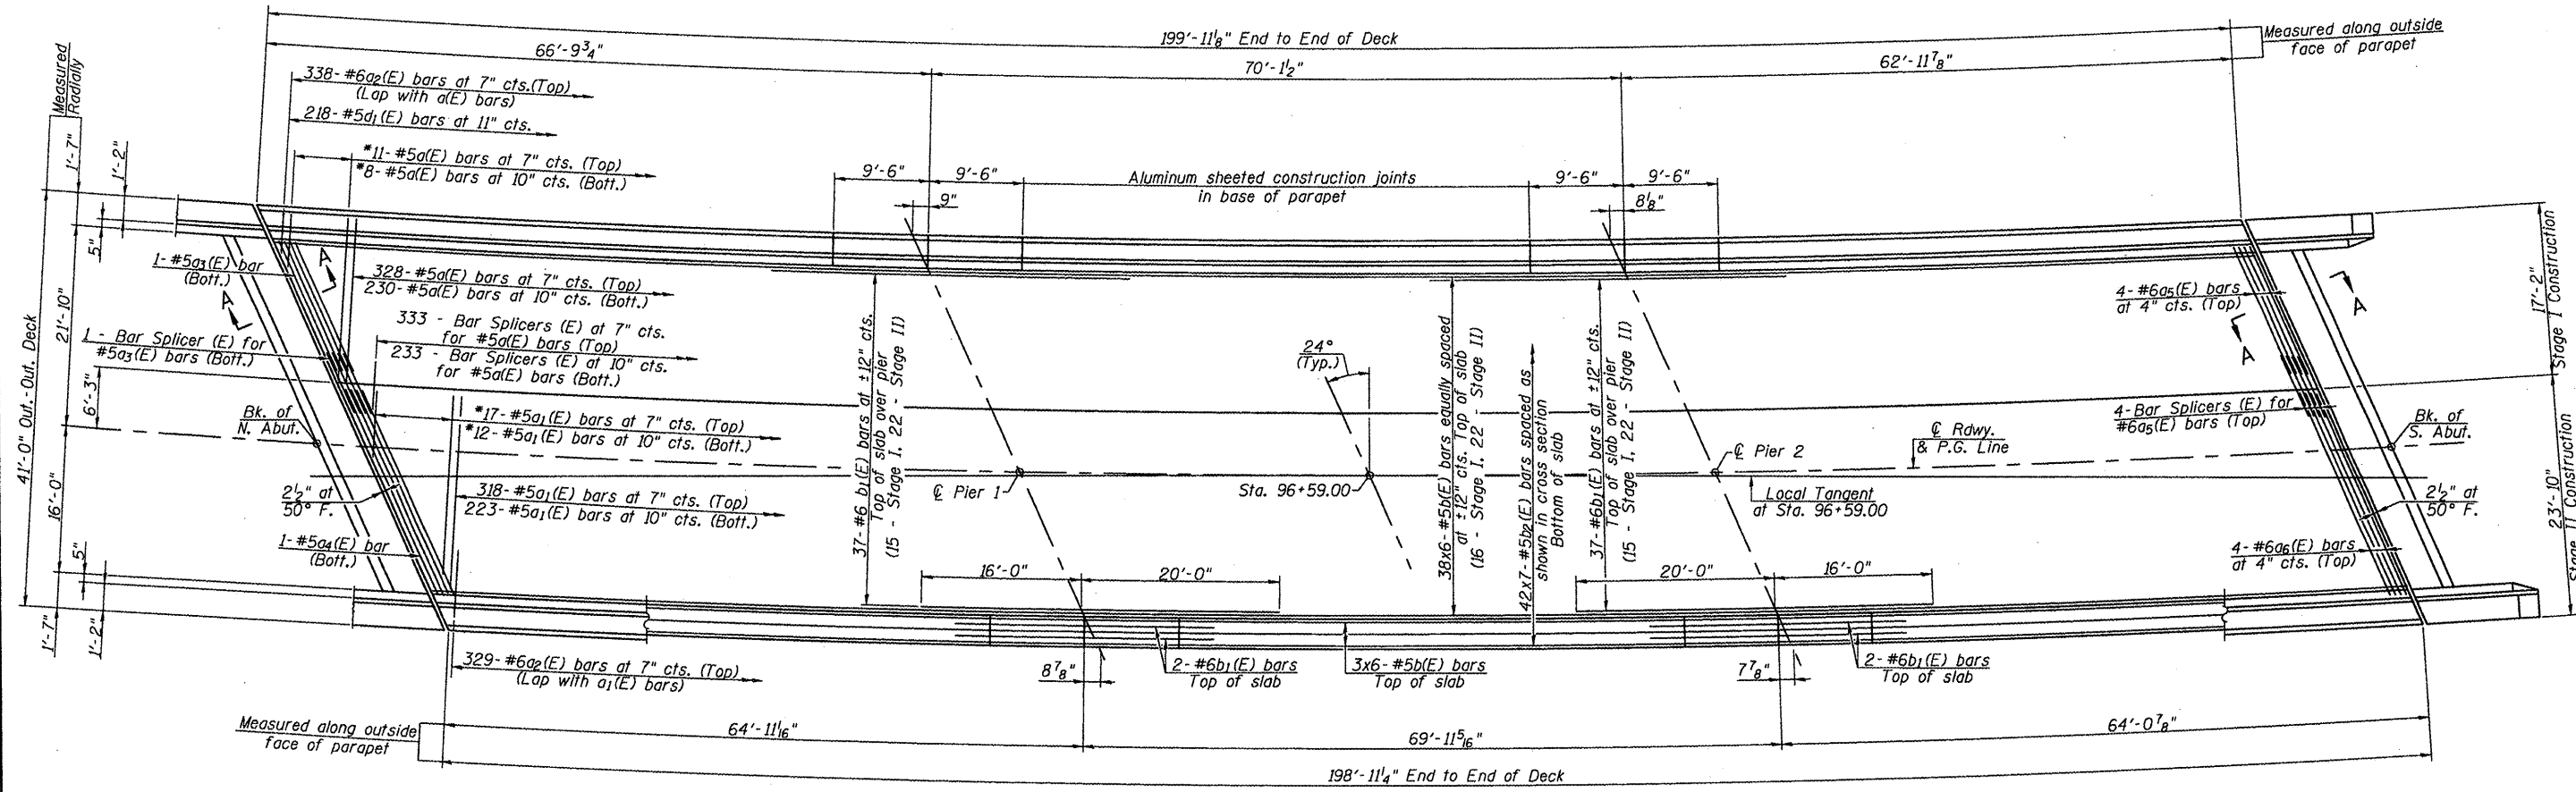 199'-11⅛" End to End of Deck
Measured along outside
face of parapet
66'-9¾"
70'-1½"
62'-11⅞"
Measured
Radially
338- #6a2(E) bars at 7" cts.(Top)
(Lap with a(E) bars)
218- #5d1(E) bars at 11" cts.
*11- #5a(E) bars at 7" cts. (Top)
*8- #5a(E) bars at 10" cts. (Bott.)
1'-7"
1'-2"
5"
9'-6"
9'-6"
Aluminum sheeted construction joints
in base of parapet
9'-6"
9'-6"
9"
8⅛"
1- #5a3(E) bar
(Bott.)
A
A
328- #5a(E) bars at 7" cts. (Top)
230- #5a(E) bars at 10" cts. (Bott.)
333 - Bar Splicers (E) at 7" cts.
for #5a(E) bars (Top)
233 - Bar Splicers (E) at 10" cts.
for #5a(E) bars (Bott.)
1 - Bar Splicer (E) for
#5a3(E) bars (Bott.)
41'-0" Out.-Out. Deck
21'-10"
6'-3"
16'-0"
Bk. of
N. Abut.
*17- #5a1(E) bars at 7" cts. (Top)
*12- #5a1(E) bars at 10" cts. (Bott.)
318- #5a1(E) bars at 7" cts. (Top)
223- #5a1(E) bars at 10" cts. (Bott.)
2½" at
50° F.
1- #5a4(E) bar
(Bott.)
5"
1'-7"
1'-2"
37- #6 b1(E) bars at ±12" cts.
Top of slab over pier
(15 - Stage I, 22 - Stage II)
℄ Pier 1
24°
(Typ.)
Sta. 96+59.00
38x6- #5b(E) bars equally spaced
at ±12" cts. Top of slab
(16 - Stage I, 22 - Stage II)
42x7- #5b2(E) bars spaced as
shown in cross section
Bottom of slab
37- #6b1(E) bars at ±12" cts.
Top of slab over pier
(15 - Stage I, 22 - Stage II)
℄ Pier 2
Local Tangent
at Sta. 96+59.00
℄ Rdwy.
& P.G. Line
4- #6a5(E) bars
at 4" cts. (Top)
A
A
4-Bar Splicers (E) for
#6a5(E) bars (Top)
Bk. of
S. Abut.
2½" at
50° F.
4- #6a6(E) bars
at 4" cts. (Top)
17'-2"
Stage I Construction
23'-10"
Stage II Construction
16'-0"
20'-0"
20'-0"
16'-0"
329- #6a2(E) bars at 7" cts. (Top)
(Lap with a1(E) bars)
8⅞"
2- #6b1(E) bars
Top of slab
3x6- #5b(E) bars
Top of slab
7⅞"
2- #6b1(E) bars
Top of slab
Measured along outside
face of parapet
64'-11 1/16"
69'-11 5/16"
64'-0⅞"
198'-11¼" End to End of Deck